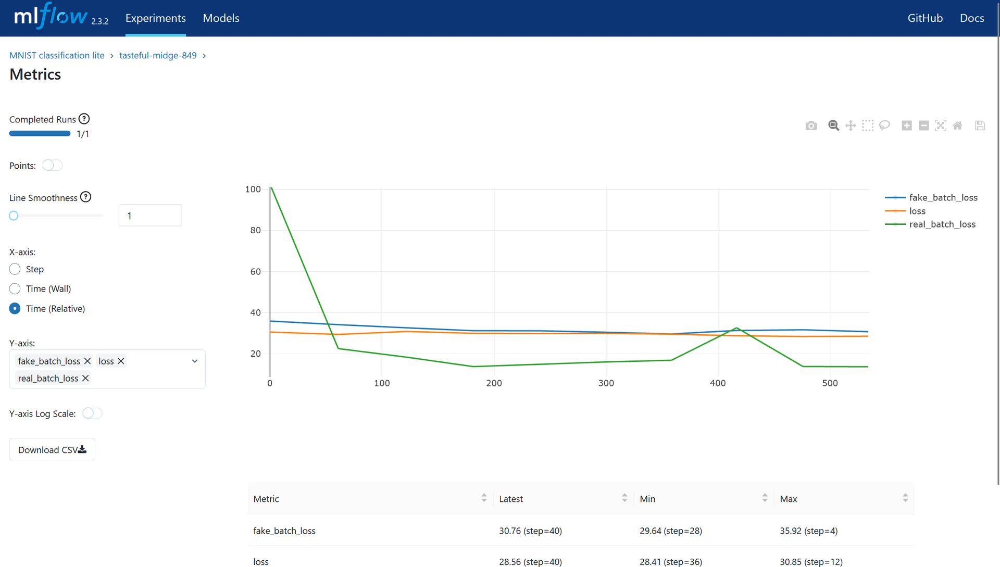 mlflow 2.3.2 Experiments Models GitHub Docs
MNIST classification lite > tasteful-midge-849 >
Metrics
Completed Runs ?
1/1
Points:
Line Smoothness ?
1
X-axis:
Step
Time (Wall)
Time (Relative)
Y-axis:
fake_batch_loss × loss ×
real_batch_loss ×
Y-axis Log Scale:
Download CSV
100
80
60
40
20
0 100 200 300 400 500
fake_batch_loss
loss
real_batch_loss
Metric Latest Min Max
fake_batch_loss 30.76 (step=40) 29.64 (step=28) 35.92 (step=4)
loss 28.56 (step=40) 28.41 (step=36) 30.85 (step=12)